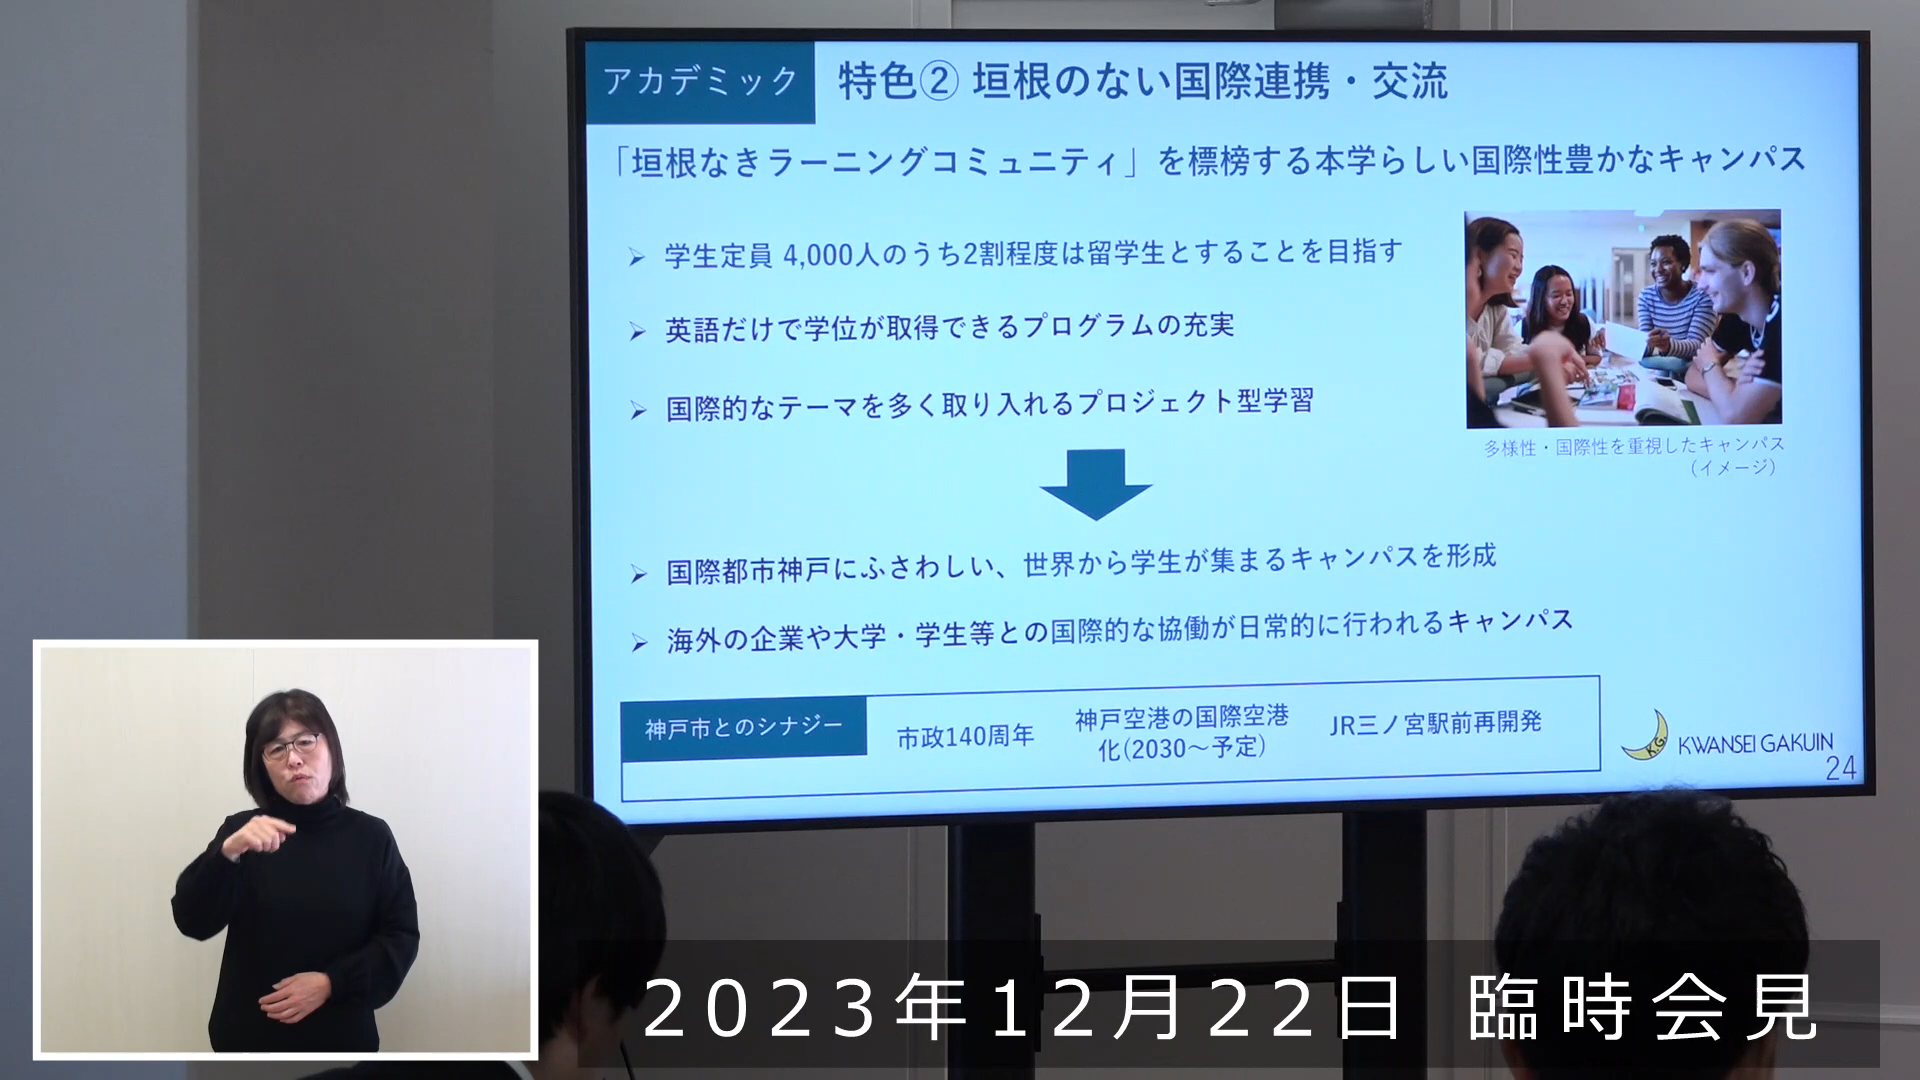 アカデミック
特色② 垣根のない国際連携・交流
「垣根なきラーニングコミュニティ」を標榜する本学らしい国際性豊かなキャンパス
学生定員 4,000人のうち2割程度は留学生とすることを目指す
英語だけで学位が取得できるプログラムの充実
国際的なテーマを多く取り入れるプロジェクト型学習
多様性・国際性を重視したキャンパス
（イメージ）
国際都市神戸にふさわしい、世界から学生が集まるキャンパスを形成
海外の企業や大学・学生等との国際的な協働が日常的に行われるキャンパス
神戸市とのシナジー
市政140周年
神戸空港の国際空港
化(2030～予定)
JR三ノ宮駅前再開発
K.G.
KWANSEI GAKUIN
24
2023年12月22日 臨時会見